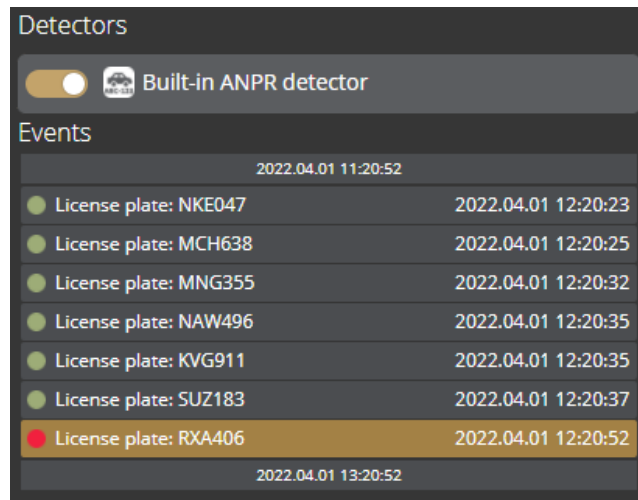 Detectors
Built-in ANPR detector
Events
2022.04.01 11:20:52
License plate: NKE047 2022.04.01 12:20:23
License plate: MCH638 2022.04.01 12:20:25
License plate: MNG355 2022.04.01 12:20:32
License plate: NAW496 2022.04.01 12:20:35
License plate: KVG911 2022.04.01 12:20:35
License plate: SUZ183 2022.04.01 12:20:37
License plate: RXA406 2022.04.01 12:20:52
2022.04.01 13:20:52